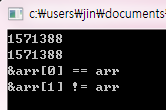 c:₩users₩jin₩documents
1571388
1571388
&arr[0] == arr
&arr[1] != arr